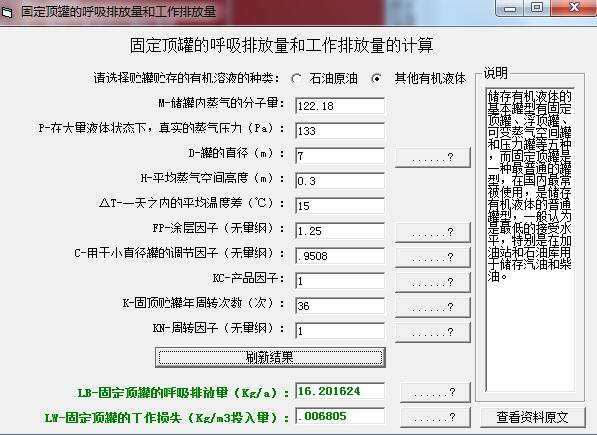 固定顶罐的呼吸排放量和工作排放量
固定顶罐的呼吸排放量和工作排放量的计算
请选择贮罐贮存的有机溶液的种类： 石油原油 其他有机液体
M-储罐内蒸气的分子量： 122.18
P-在大量液体状态下，真实的蒸气压力（Pa）： 133
D-罐的直径（m）： 7 ......?
H-平均蒸气空间高度（m）： 0.3
△T-一天之内的平均温度差（℃）： 15
FP-涂层因子（无量纲）： 1.25 ......?
C-用于小直径罐的调节因子（无量纲）： .9508 ......?
KC-产品因子： 1 ......?
K-固顶贮罐年周转次数（次）： 36 ......?
KN-周转因子（无量纲）： 1 ......?
刷新结果
LB-固定顶罐的呼吸排放量（Kg/a）： 16.201624 ......?
LW-固定顶罐的工作损失（Kg/m3投入量）： .006805 ......?
说明
储存有机液体的
基本罐型有固定
顶罐、浮顶罐、
可变蒸气空间罐
和压力罐等五种
，而固定顶罐是
一种最普通的罐
型，在国内最常
被使用，是储存
有机液体的普通
罐型，一般认为
是最低的接受水
平，特别是在加
油站和石油库用
于储存汽油和柴
油。
查看资料原文